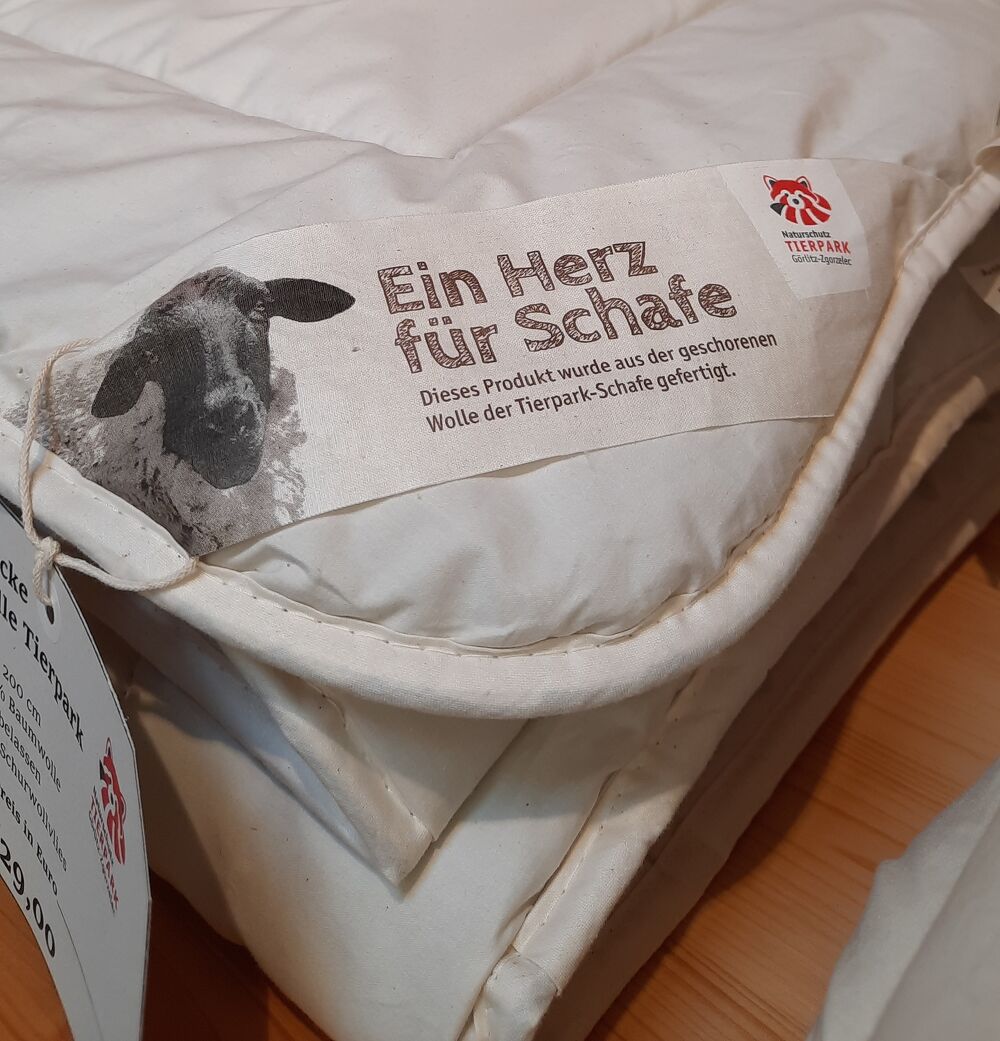 Ein Herz
für Schafe
Dieses Produkt wurde aus der geschorenen
Wolle der Tierpark-Schafe gefertigt.
Naturschutz
TIERPARK
Görlitz-Zgorzelec
cke
lle Tierpark
200 cm
% Baumwolle
belassen
Schurwollvlies
reis in Euro
29,00
TIERPARK